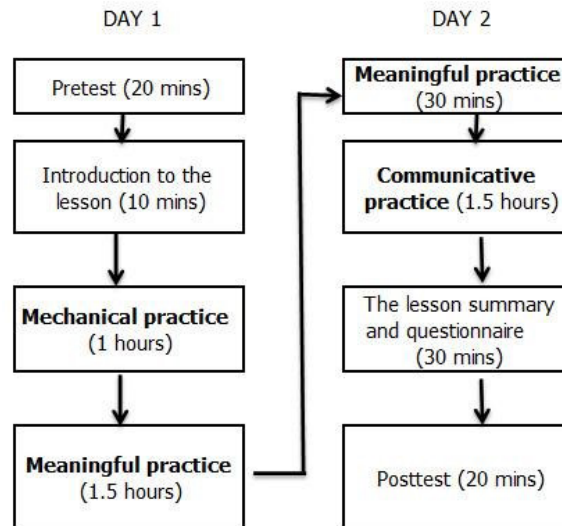 DAY 1
Pretest (20 mins)
Introduction to the
lesson (10 mins)
Mechanical practice
(1 hours)
Meaningful practice
(1.5 hours)
DAY 2
Meaningful practice
(30 mins)
Communicative
practice (1.5 hours)
The lesson summary
and questionnaire
(30 mins)
Posttest (20 mins)